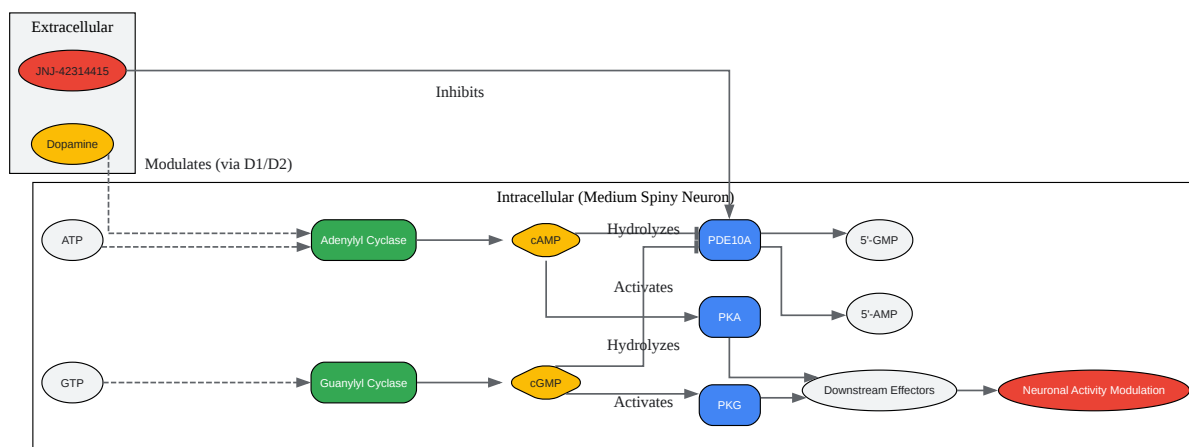 Extracellular
JNJ-42314415
Inhibits
Dopamine
Modulates (via D1/D2)
Intracellular (Medium Spiny Neuron)
ATP
Adenylyl Cyclase
cAMP
Hydrolyzes
PDE10A
5'-GMP
Activates
PKA
5'-AMP
Hydrolyzes
GTP
Guanylyl Cyclase
cGMP
Activates
PKG
Downstream Effectors
Neuronal Activity Modulation